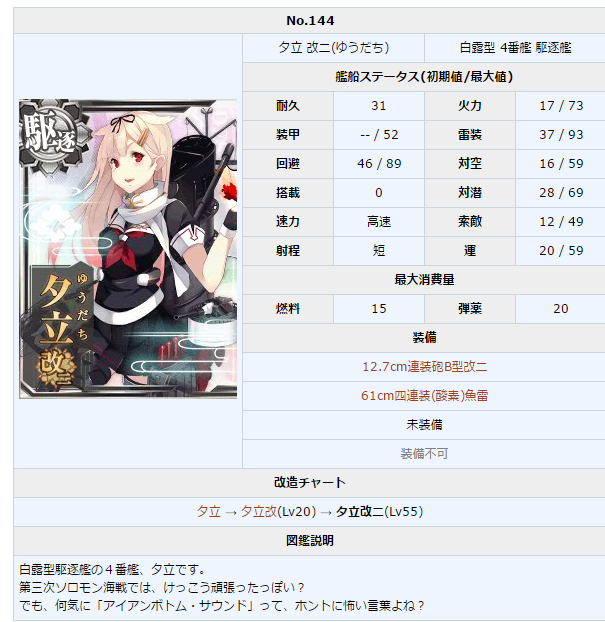 No.144
夕立 改二(ゆうだち)
白露型 4番艦 駆逐艦
艦船ステータス(初期値/最大値)
耐久 31 火力 17 / 73
装甲 -- / 52 雷装 37 / 93
回避 46 / 89 対空 16 / 59
搭載 0 対潜 28 / 69
速力 高速 索敵 12 / 49
射程 短 運 20 / 59
最大消費量
燃料 15 弾薬 20
装備
12.7cm連装砲B型改二
61cm四連装(酸素)魚雷
未装備
装備不可
駆逐
夕立
ゆうだち
改二
改造チャート
夕立 → 夕立改(Lv20) → 夕立改二(Lv55)
図鑑説明
白露型駆逐艦の４番艦、夕立です。
第三次ソロモン海戦では、けっこう頑張ったっぽい？
でも、何気に「アイアンボトム・サウンド」って、ホントに怖い言葉よね？